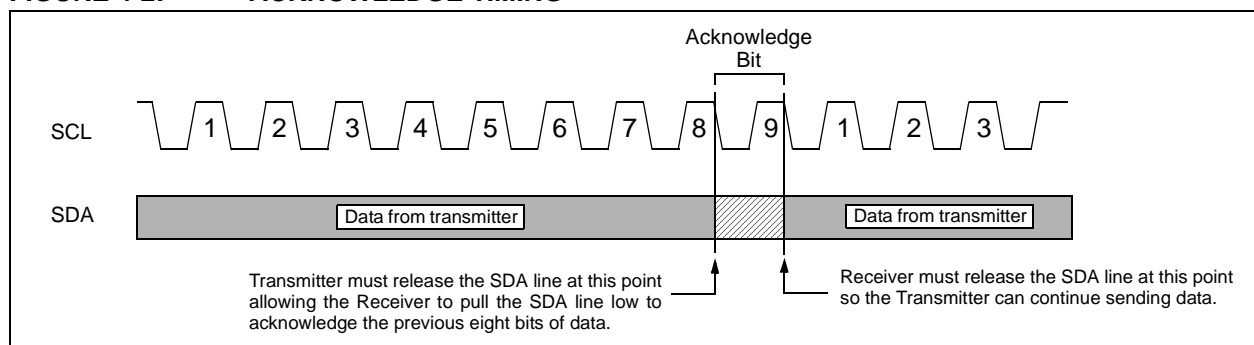 Acknowledge
Bit
SCL
1 2 3 4 5 6 7 8 9 1 2 3
SDA
Data from transmitter
Data from transmitter
Transmitter must release the SDA line at this point
allowing the Receiver to pull the SDA line low to
acknowledge the previous eight bits of data.
Receiver must release the SDA line at this point
so the Transmitter can continue sending data.